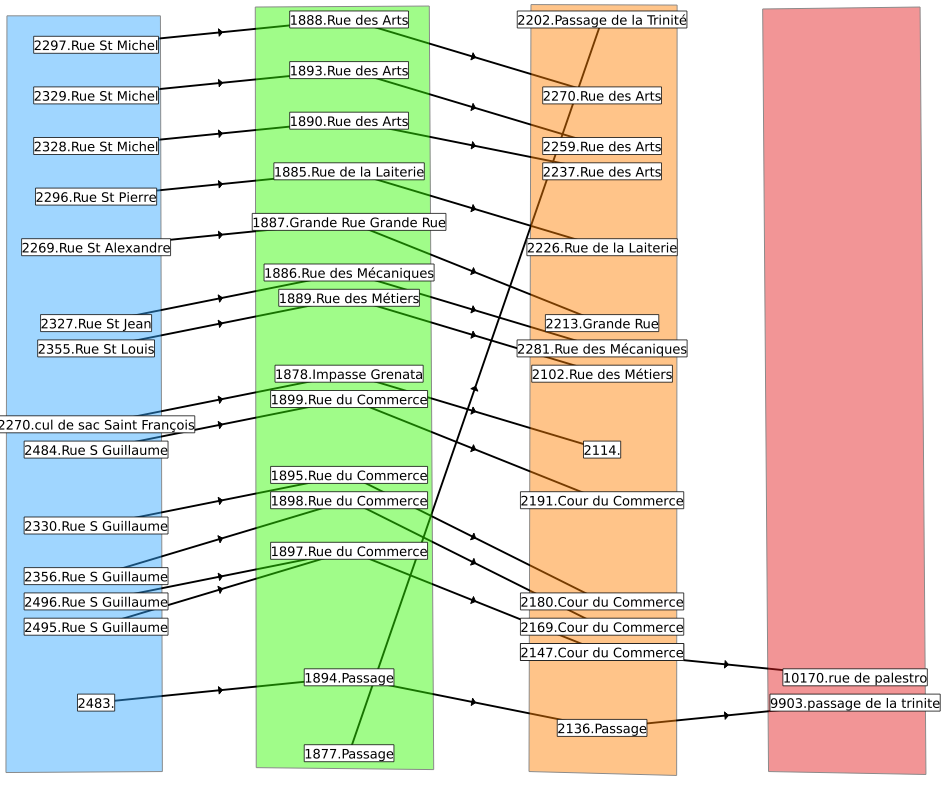 2297.Rue St Michel
2329.Rue St Michel
2328.Rue St Michel
2296.Rue St Pierre
2269.Rue St Alexandre
2327.Rue St Jean
2355.Rue St Louis
2270.cul de sac Saint François
2484.Rue S Guillaume
2330.Rue S Guillaume
2356.Rue S Guillaume
2496.Rue S Guillaume
2495.Rue S Guillaume
2483.
1888.Rue des Arts
1893.Rue des Arts
1890.Rue des Arts
1885.Rue de la Laiterie
1887.Grande Rue Grande Rue
1886.Rue des Mécaniques
1889.Rue des Métiers
1878.Impasse Grenata
1899.Rue du Commerce
1895.Rue du Commerce
1898.Rue du Commerce
1897.Rue du Commerce
1894.Passage
1877.Passage
2202.Passage de la Trinité
2270.Rue des Arts
2259.Rue des Arts
2237.Rue des Arts
2226.Rue de la Laiterie
2213.Grande Rue
2281.Rue des Mécaniques
2102.Rue des Métiers
2114.
2191.Cour du Commerce
2180.Cour du Commerce
2169.Cour du Commerce
2147.Cour du Commerce
2136.Passage
10170.rue de palestro
9903.passage de la trinite